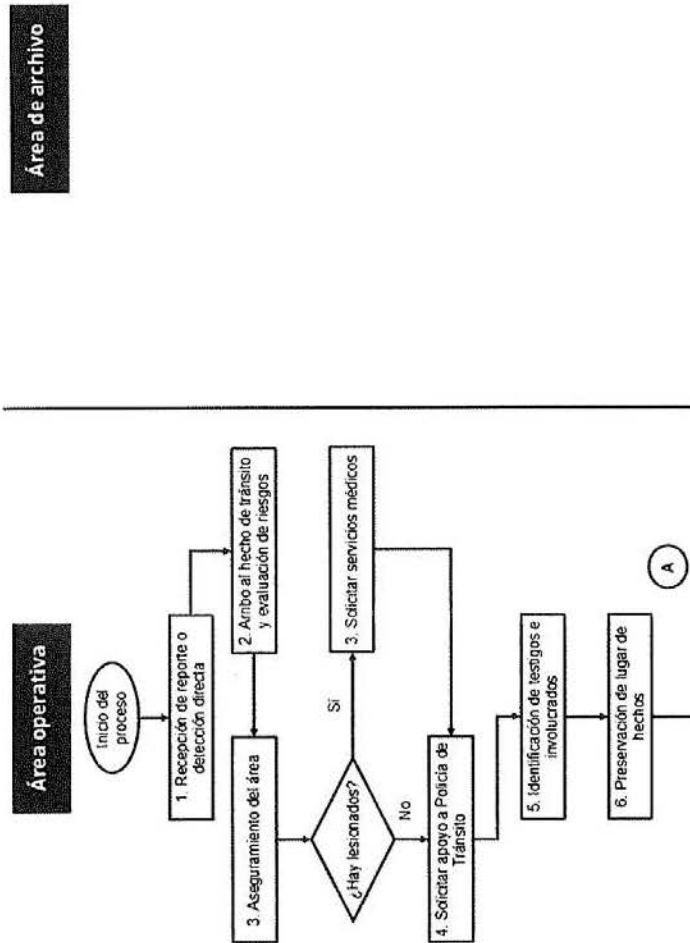 Área operativa
Área de archivo
Inicio del
proceso
1. Recepción de reporte o
detección directa
2. Arribo al hecho de tránsito
y evaluación de riesgos
3. Aseguramiento del área
¿Hay lesionados?
Sí
No
3. Solicitar servicios médicos
4. Solicitar apoyo a Policía de
Tránsito
5. Identificación de testigos e
involucrados
6. Preservación de lugar de
hechos
A